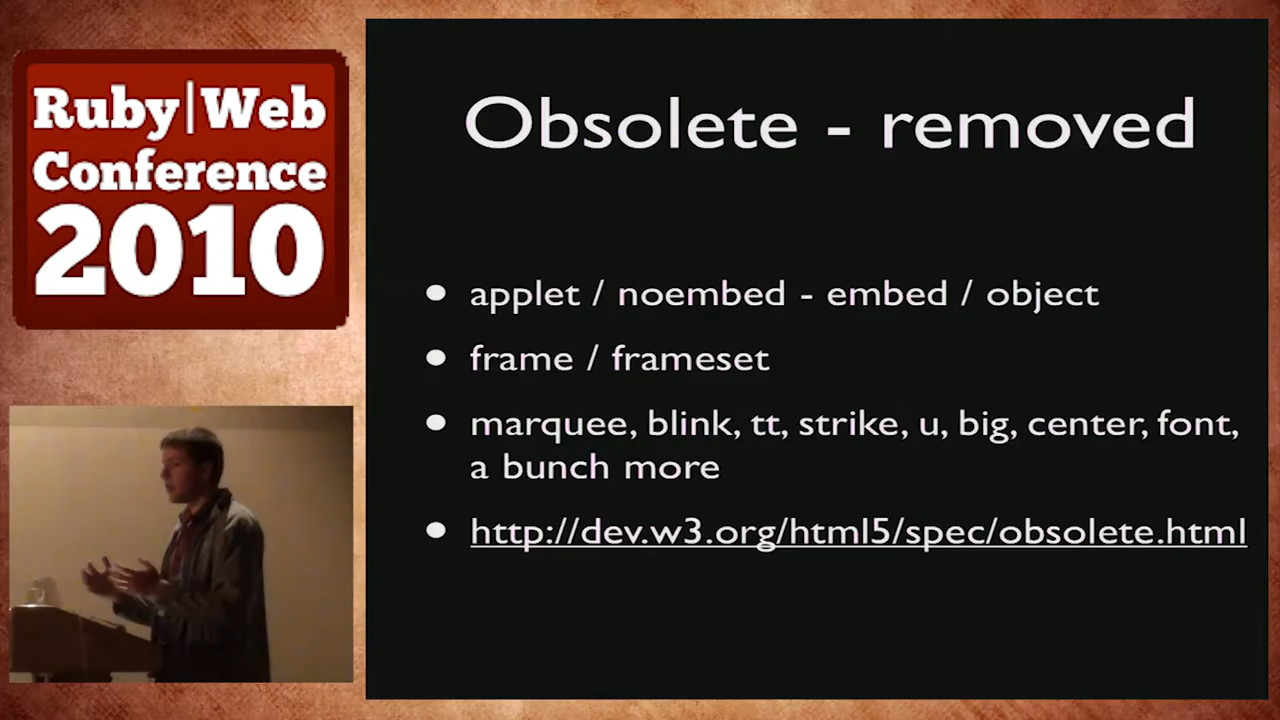 Ruby|Web
Conference
2010
Obsolete - removed
• applet / noembed - embed / object
• frame / frameset
• marquee, blink, tt, strike, u, big, center, font,
a bunch more
• http://dev.w3.org/html5/spec/obsolete.html